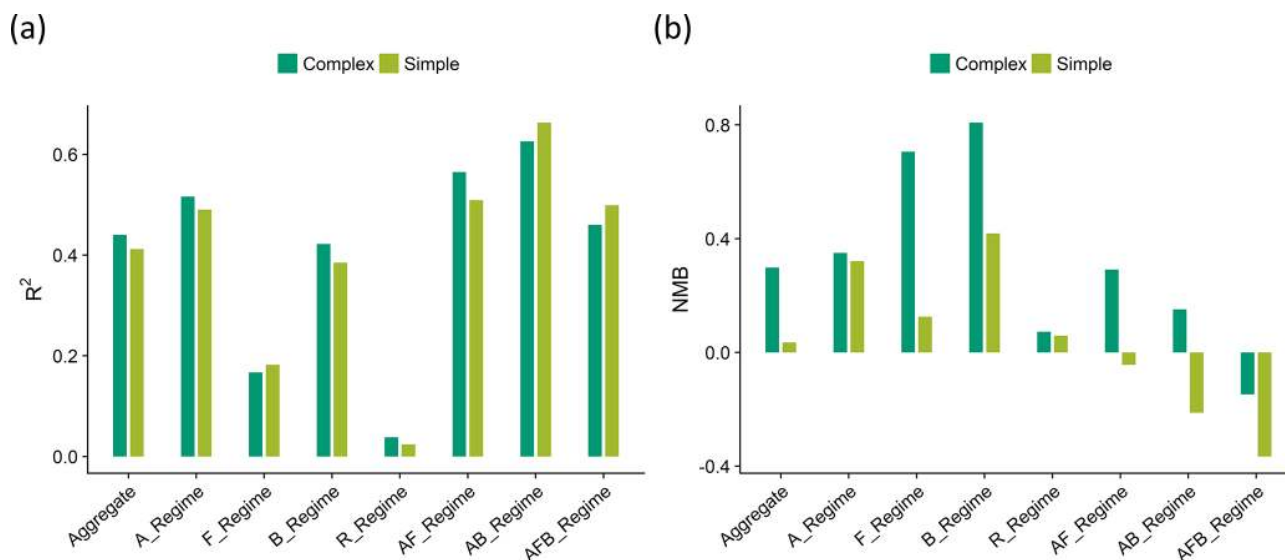 (a)
Complex Simple
R²
0.6
0.4
0.2
0.0
Aggregate
A_Regime
F_Regime
B_Regime
R_Regime
AF_Regime
AB_Regime
AFB_Regime
(b)
Complex Simple
NMB
0.8
0.4
0.0
-0.4
Aggregate
A_Regime
F_Regime
B_Regime
R_Regime
AF_Regime
AB_Regime
AFB_Regime